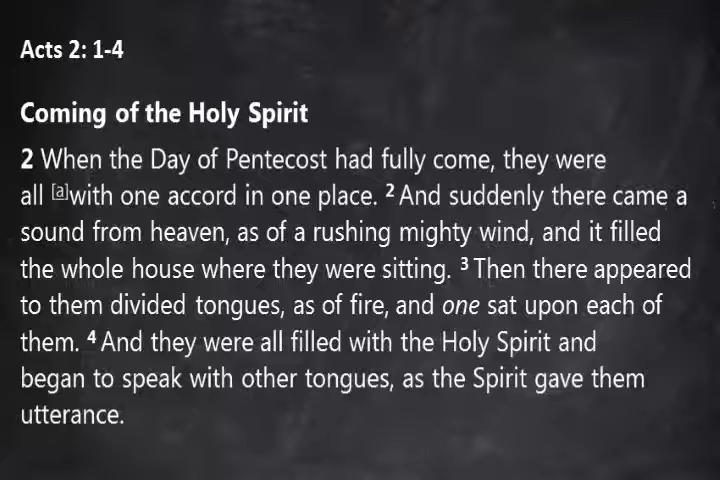 Acts 2: 1-4
Coming of the Holy Spirit
2 When the Day of Pentecost had fully come, they were
all [a]with one accord in one place. 2 And suddenly there came a
sound from heaven, as of a rushing mighty wind, and it filled
the whole house where they were sitting. 3 Then there appeared
to them divided tongues, as of fire, and one sat upon each of
them. 4 And they were all filled with the Holy Spirit and
began to speak with other tongues, as the Spirit gave them
utterance.